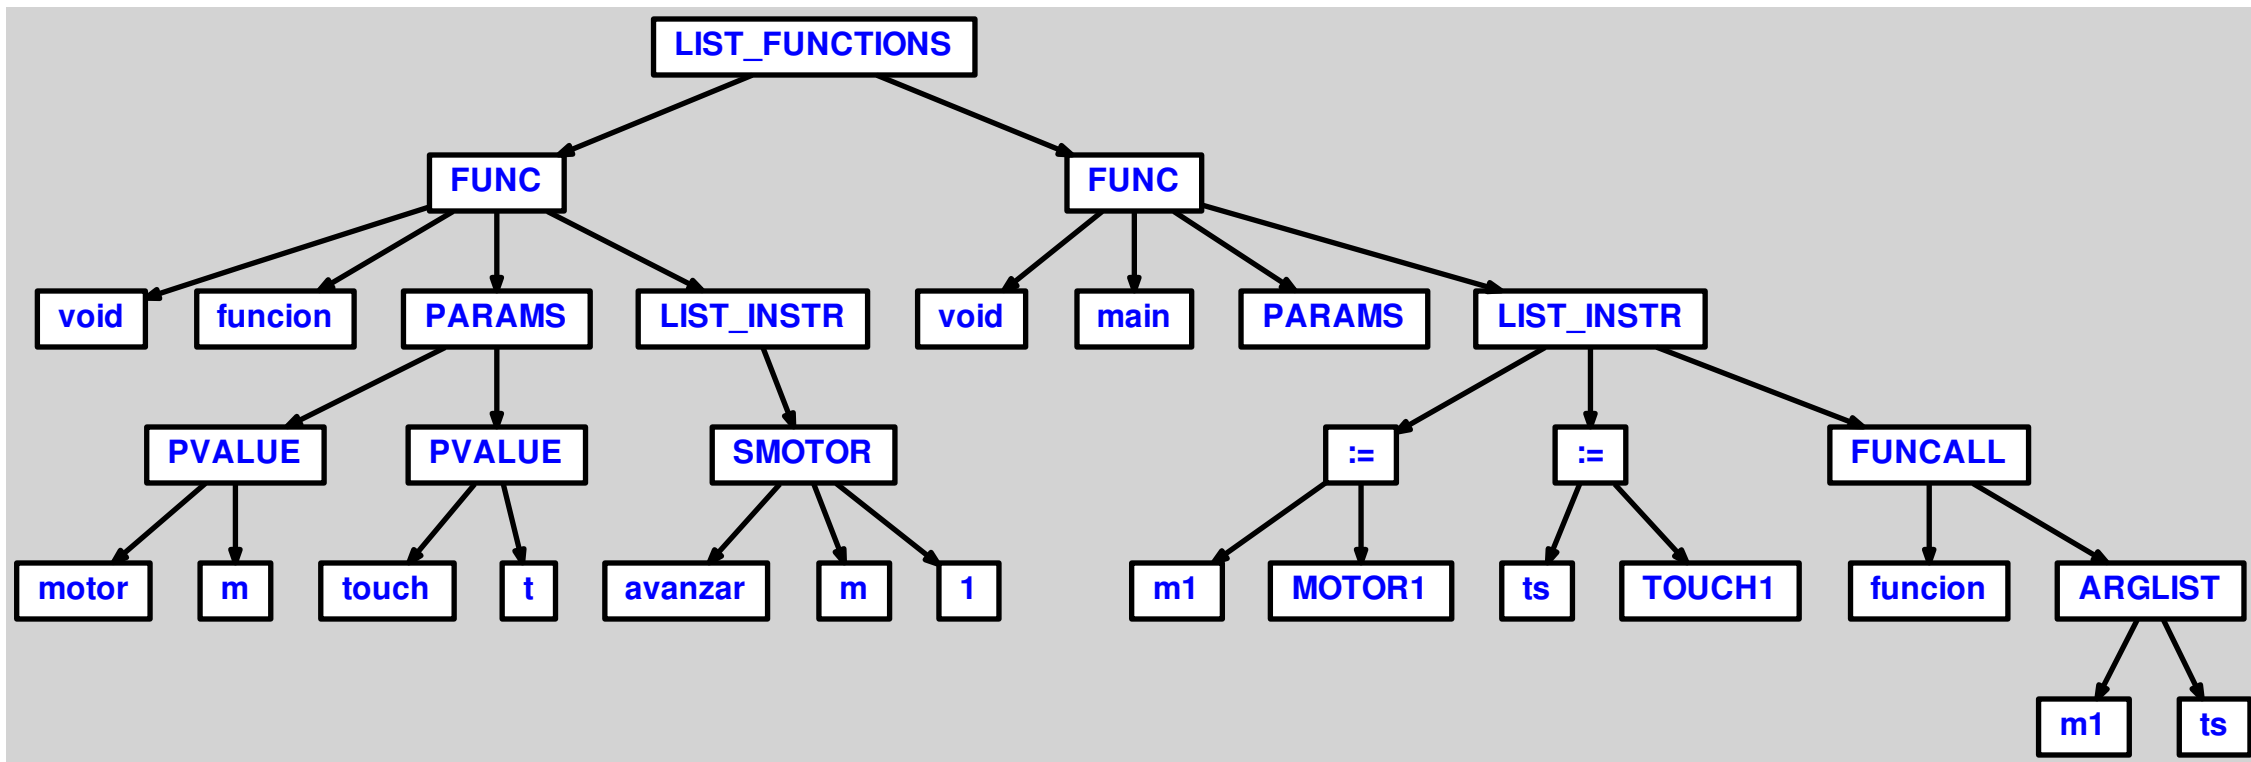 LIST_FUNCTIONS
FUNC FUNC
void funcion PARAMS LIST_INSTR void main PARAMS LIST_INSTR
PVALUE PVALUE SMOTOR := := FUNCALL
motor m touch t avanzar m 1 m1 MOTOR1 ts TOUCH1 funcion ARGLIST
m1 ts